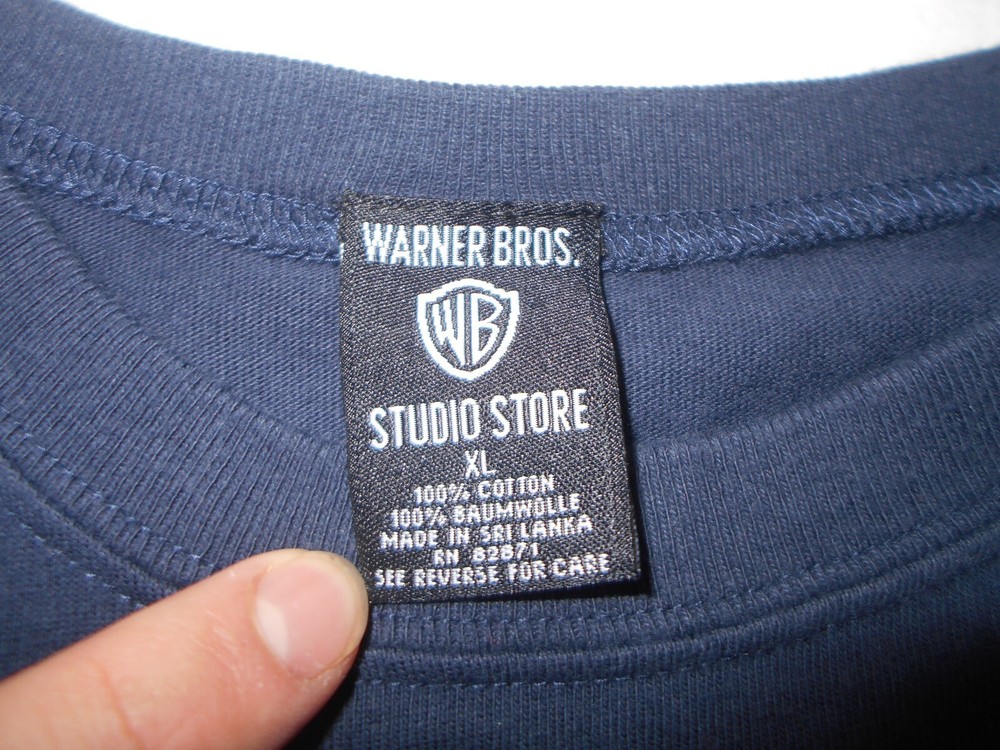 WARNER BROS.
WB
STUDIO STORE
XL
100% COTTON
100% BAUMWOLLE
MADE IN SRI LANKA
RN 82871
SEE REVERSE FOR CARE